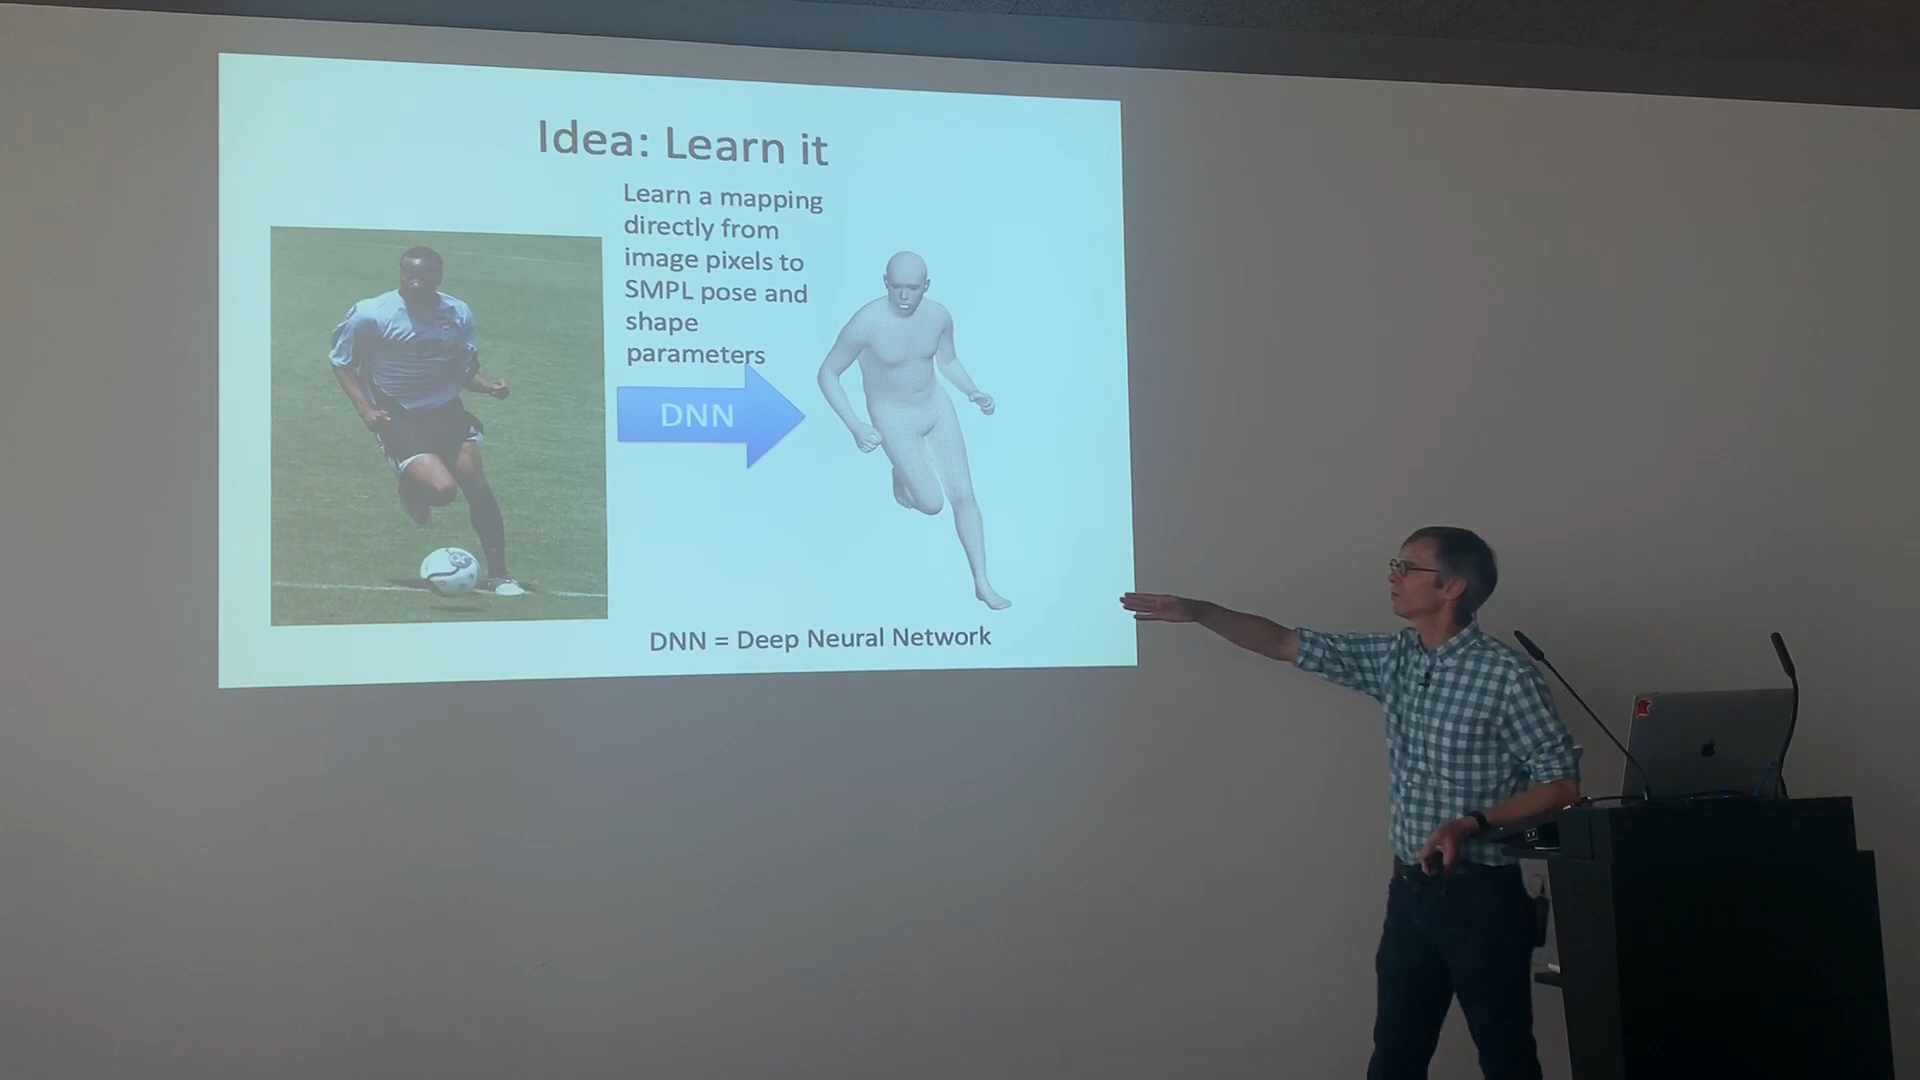 Idea: Learn it
Learn a mapping
directly from
image pixels to
SMPL pose and
shape
parameters
DNN
DNN = Deep Neural Network